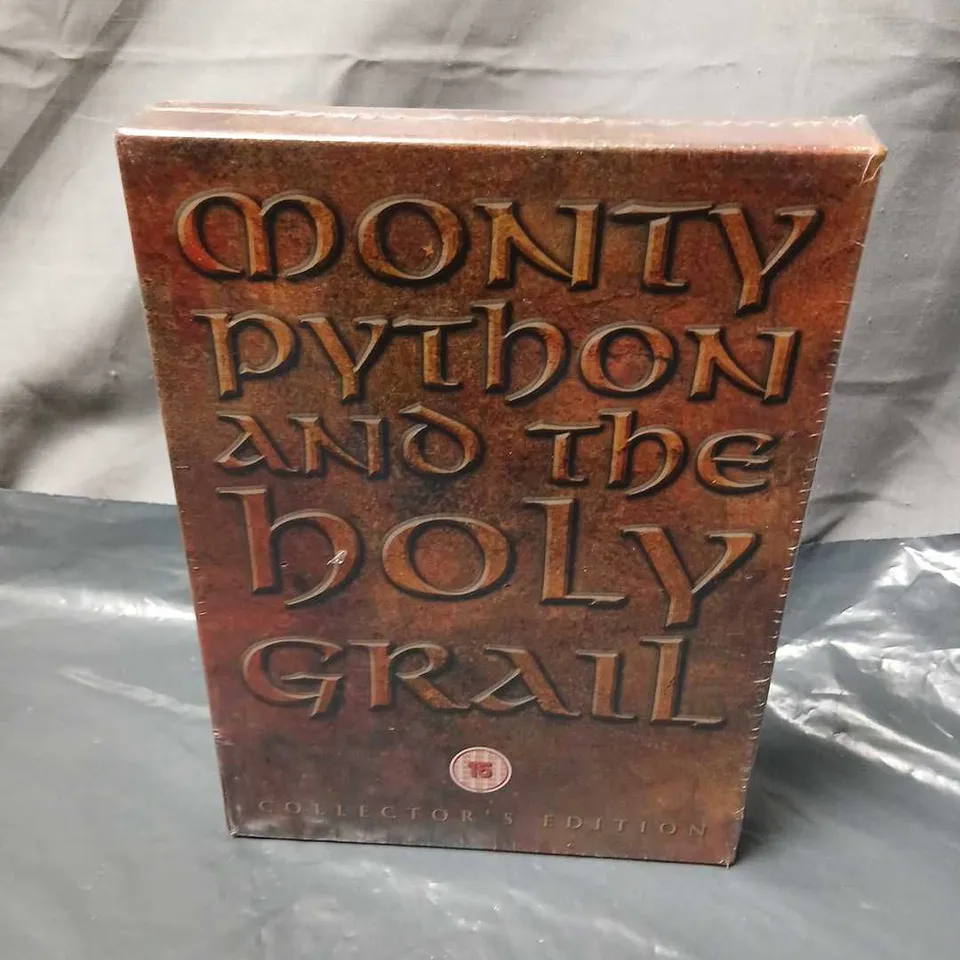 MONTY
PYTHON
AND THE
HOLY
GRAIL
15
COLLECTOR'S EDITION